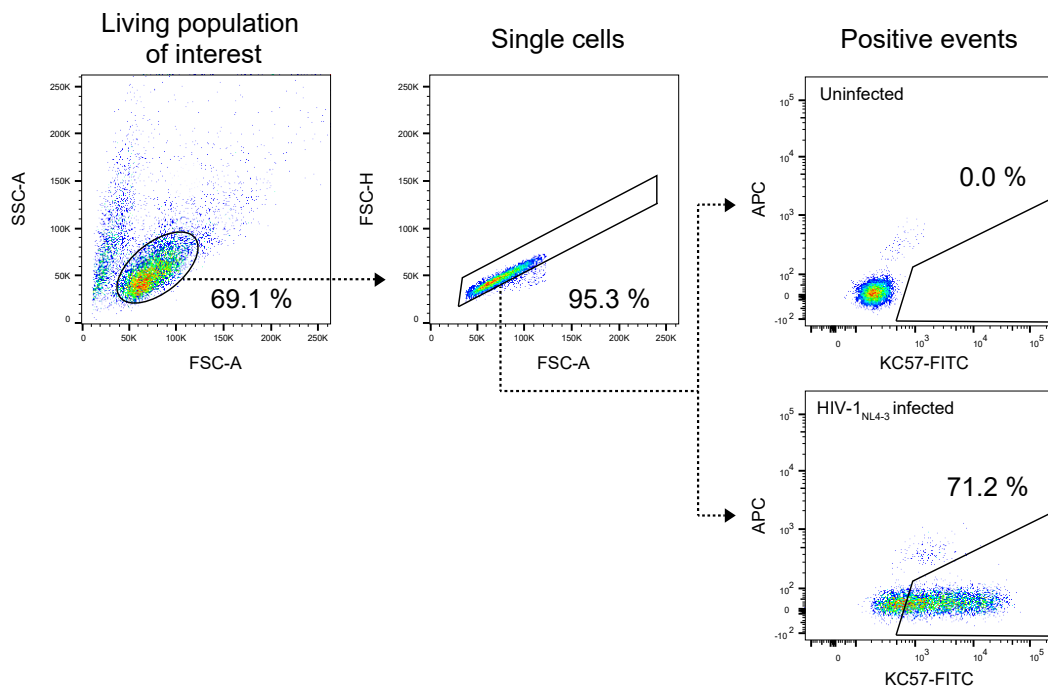 Living population
of interest
Single cells
Positive events
SSC-A
250K
200K
150K
100K
50K
0
69.1 %
0 50K 100K 150K 200K 250K
FSC-A
FSC-H
250K
200K
150K
100K
50K
0
95.3 %
0 50K 100K 150K 200K 250K
FSC-A
APC
Uninfected
10^5
10^4
10^3
10^2
0
-10^2
0.0 %
0 10^3 10^4 10^5
KC57-FITC
APC
HIV-1NL4-3 infected
10^5
10^4
10^3
10^2
0
-10^2
71.2 %
0 10^3 10^4 10^5
KC57-FITC